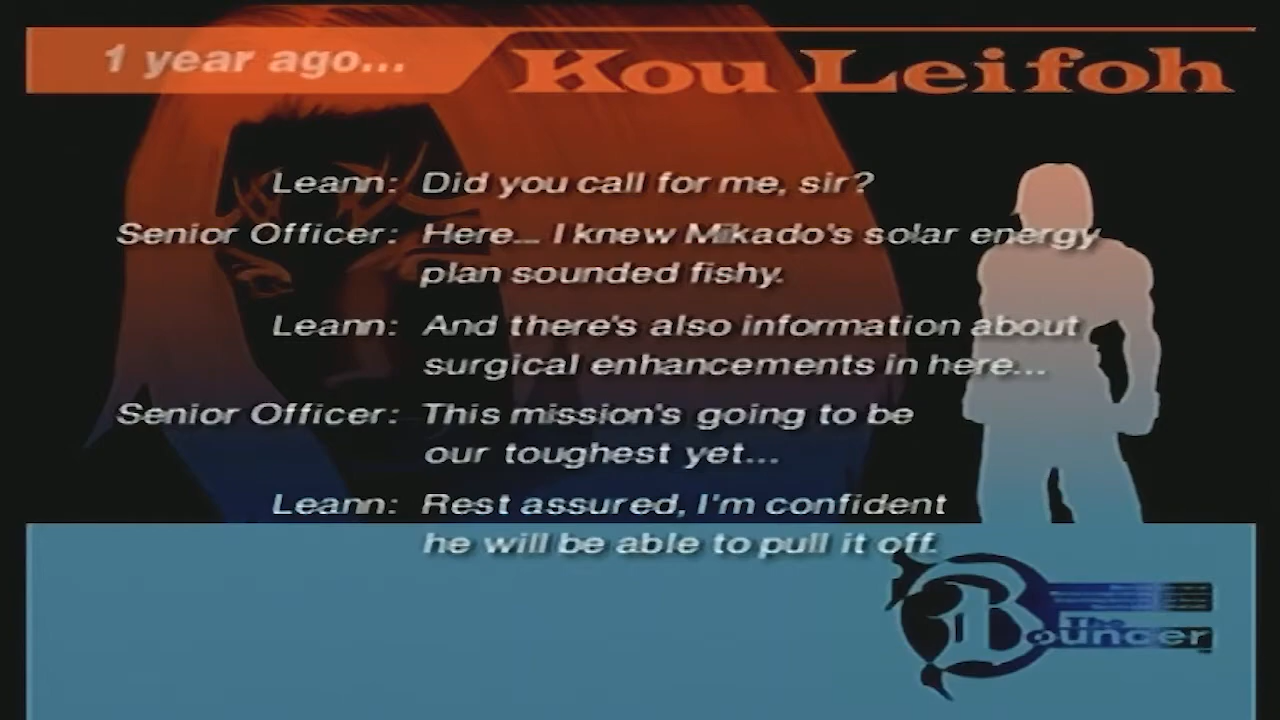 1 year ago...
Kou Leifoh
Leann: Did you call for me, sir?
Senior Officer: Here... I knew Mikado's solar energy
plan sounded fishy.
Leann: And there's also information about
surgical enhancements in here...
Senior Officer: This mission's going to be
our toughest yet...
Leann: Rest assured, I'm confident
he will be able to pull it off.
The
Bouncer